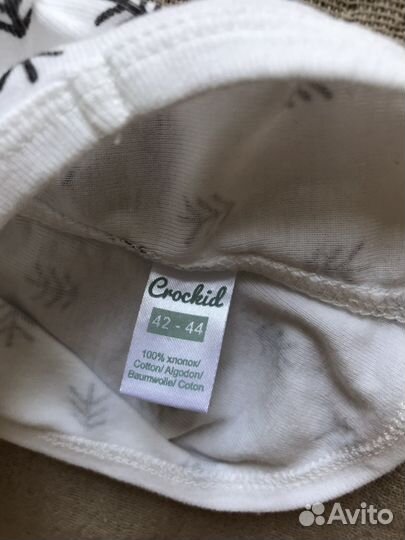 Crockid
42 - 44
100% хлопок/
Cotton/ Algodon/
Baumwolle/ Coton
Avito